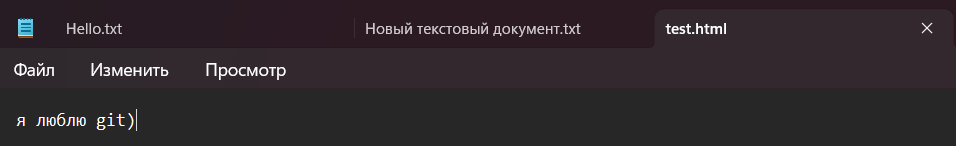 Hello.txt Новый текстовый документ.txt test.html
Файл Изменить Просмотр
я люблю git)